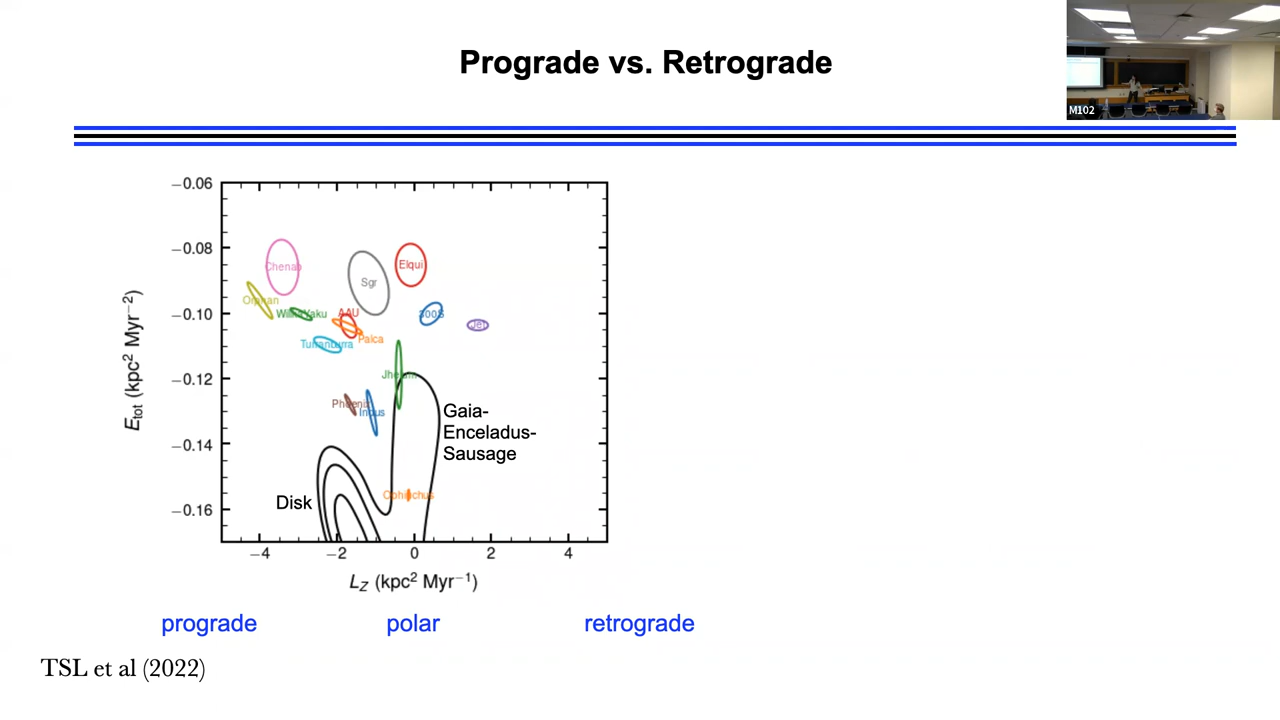 Prograde vs. Retrograde
M102
−0.06
−0.08
−0.10
−0.12
−0.14
−0.16
E_tot (kpc² Myr⁻²)
Chenab
Sgr
Elqui
Orphan
Willka Yaku
AAU
300S
Jet
Palca
Turranburra
Jhelum
Phoenix
Indus
Gaia-
Enceladus-
Sausage
Ophiuchus
Disk
−4
−2
0
2
4
L_Z (kpc² Myr⁻¹)
prograde
polar
retrograde
TSL et al (2022)